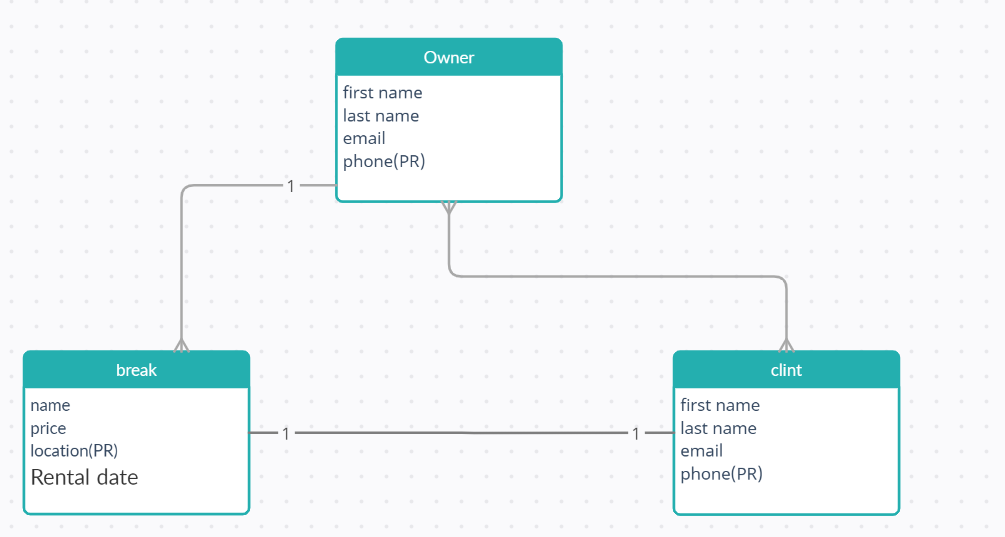 Owner
first name
last name
email
phone(PR)
1
break
name
price
location(PR)
Rental date
1
1
clint
first name
last name
email
phone(PR)